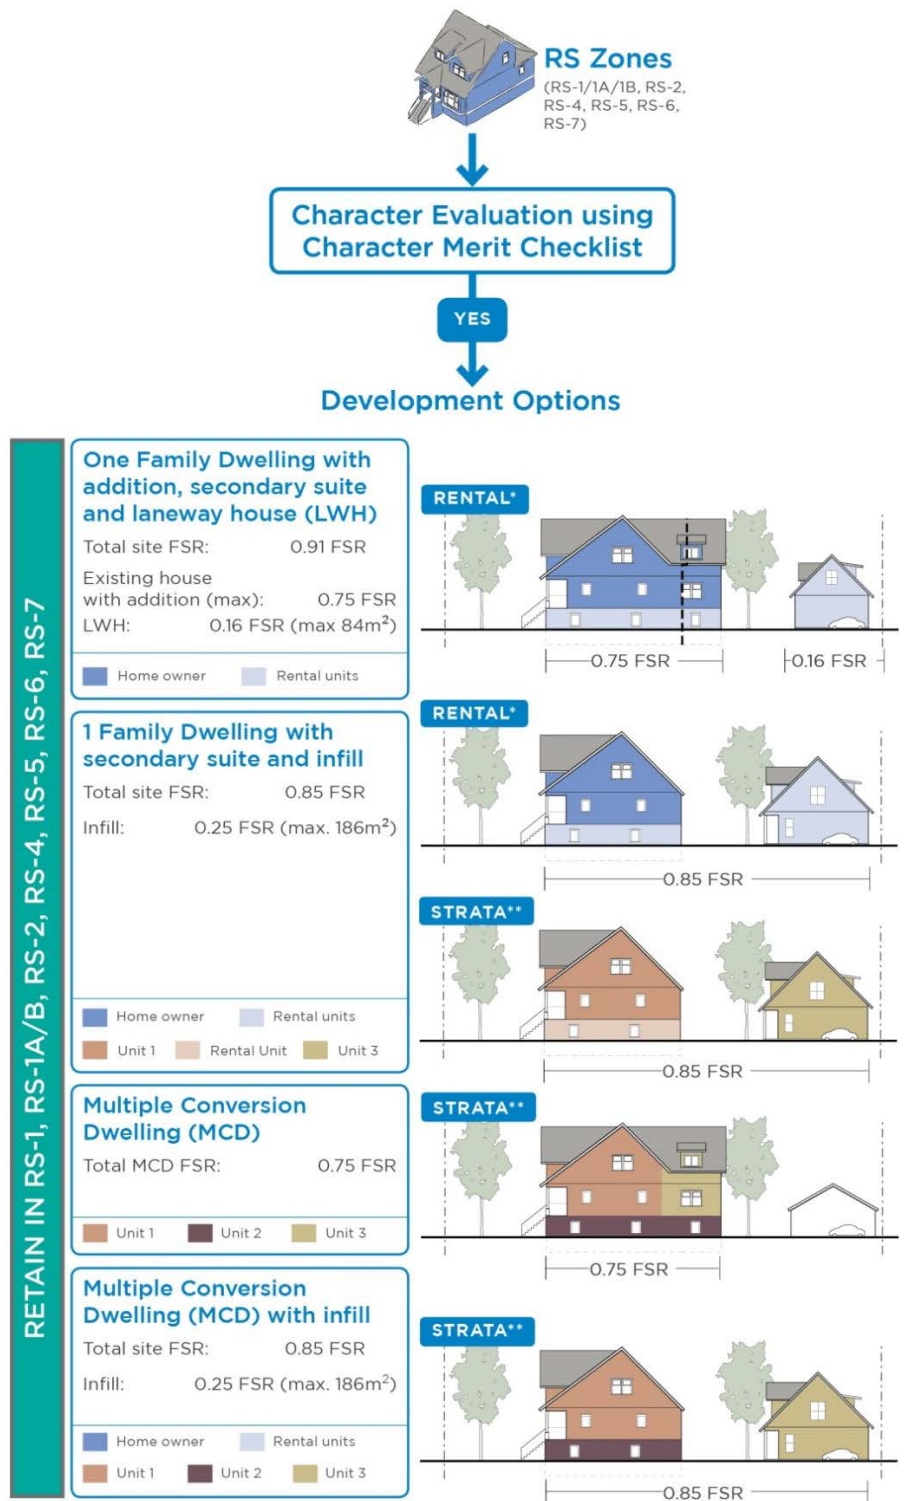 RS Zones
(RS-1/1A/1B, RS-2,
RS-4, RS-5, RS-6,
RS-7)
Character Evaluation using
Character Merit Checklist
YES
Development Options
RETAIN IN RS-1, RS-1A/B, RS-2, RS-4, RS-5, RS-6, RS-7
One Family Dwelling with
addition, secondary suite
and laneway house (LWH)
Total site FSR: 0.91 FSR
Existing house
with addition (max): 0.75 FSR
LWH: 0.16 FSR (max 84m²)
Home owner Rental units
RENTAL*
0.75 FSR 0.16 FSR
1 Family Dwelling with
secondary suite and infill
Total site FSR: 0.85 FSR
Infill: 0.25 FSR (max. 186m²)
Home owner Rental units
Unit 1 Rental Unit Unit 3
RENTAL*
0.85 FSR
STRATA**
0.85 FSR
Multiple Conversion
Dwelling (MCD)
Total MCD FSR: 0.75 FSR
Unit 1 Unit 2 Unit 3
STRATA**
0.75 FSR
Multiple Conversion
Dwelling (MCD) with infill
Total site FSR: 0.85 FSR
Infill: 0.25 FSR (max. 186m²)
Home owner Rental units
Unit 1 Unit 2 Unit 3
STRATA**
0.85 FSR